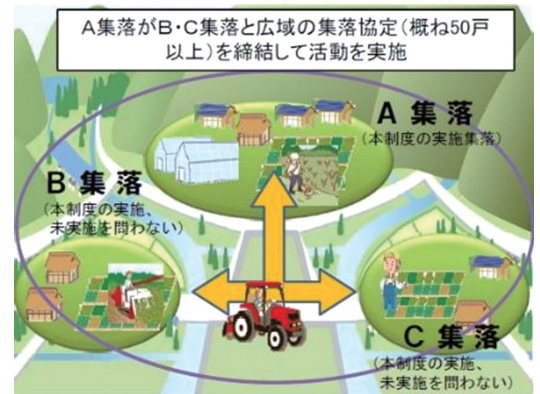 A集落がB・C集落と広域の集落協定(概ね50戸
以上)を締結して活動を実施
A 集 落
(本制度の実施集落)
B 集 落
(本制度の実施、
未実施を問わない)
C 集 落
(本制度の実施、
未実施を問わない)